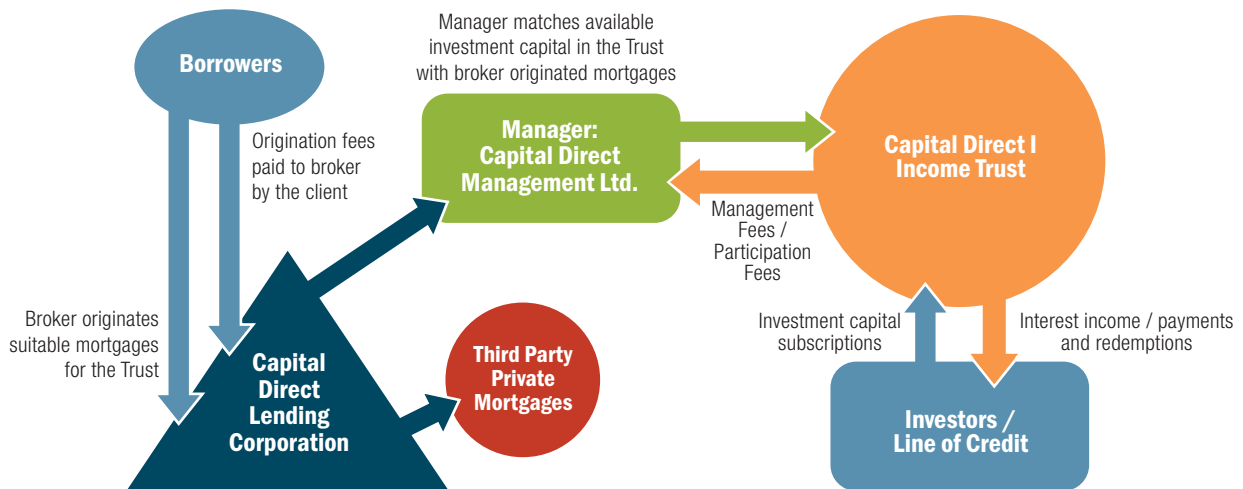 Borrowers
Manager matches available
investment capital in the Trust
with broker originated mortgages
Origination fees
paid to broker
by the client
Manager:
Capital Direct
Management Ltd.
Capital Direct I
Income Trust
Management
Fees /
Participation
Fees
Broker originates
suitable mortgages
for the Trust
Capital
Direct
Lending
Corporation
Third Party
Private
Mortgages
Investment capital
subscriptions
Interest income / payments
and redemptions
Investors /
Line of Credit